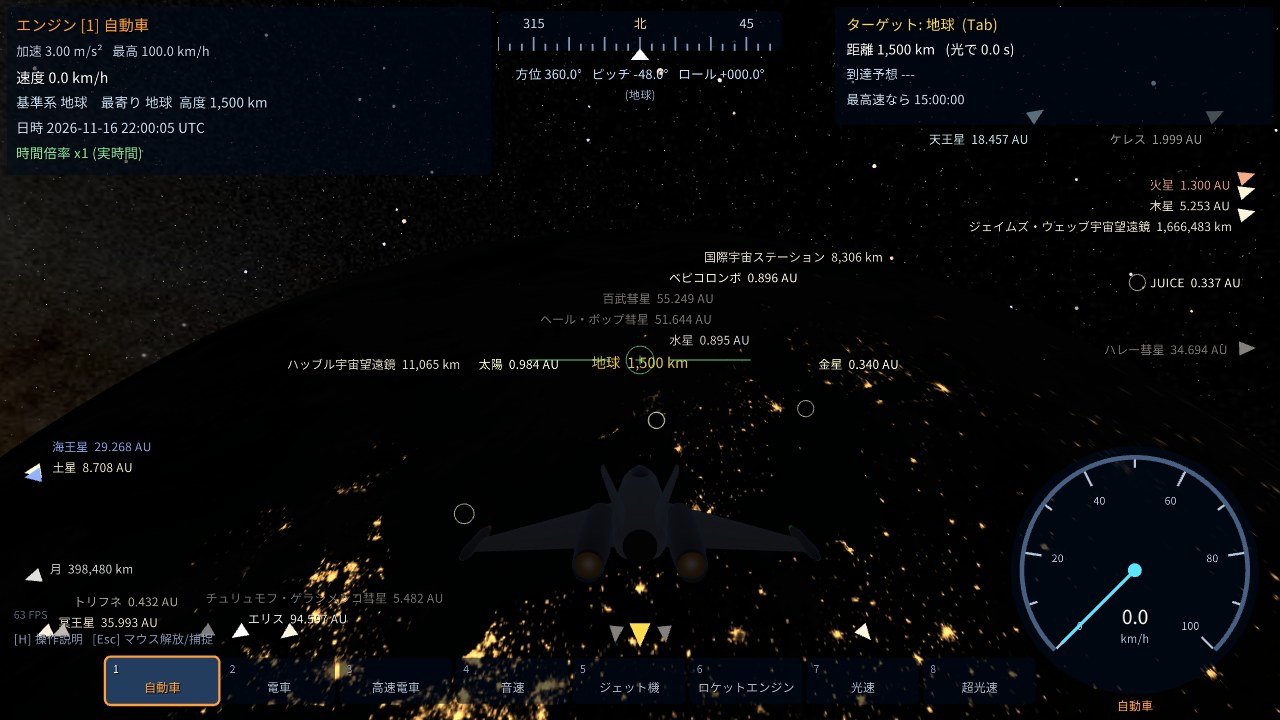 エンジン [1] 自動車
加速 3.00 m/s² 最高 100.0 km/h
速度 0.0 km/h
基準系 地球 最寄り 地球 高度 1,500 km
日時 2026-11-16 22:00:05 UTC
時間倍率 x1 (実時間)
315 北 45
方位 360.0° ピッチ -48.0° ロール +000.0°
(地球)
ターゲット: 地球 (Tab)
距離 1,500 km (光で 0.0 s)
到達予想 ---
最高速なら 15:00:00
天王星 18.457 AU
ケレス 1.999 AU
火星 1.300 AU
木星 5.253 AU
ジェイムズ・ウェッブ宇宙望遠鏡 1,666,483 km
国際宇宙ステーション 8,306 km
ベピコロンボ 0.896 AU
JUICE 0.337 AU
百武彗星 55.249 AU
ヘール・ボップ彗星 51.644 AU
水星 0.895 AU
ハレー彗星 34.694 AU
ハッブル宇宙望遠鏡 11,065 km
太陽 0.984 AU
地球 1,500 km
金星 0.340 AU
海王星 29.268 AU
土星 8.708 AU
月 398,480 km
トリフネ 0.432 AU
チュリュモフ・ゲラシメンコ彗星 5.482 AU
63 FPS
冥王星 35.993 AU
エリス 94.597 AU
[H] 操作説明 [Esc] マウス解放/捕捉
1 自動車
2 電車
3 高速電車
4 音速
5 ジェット機
6 ロケットエンジン
7 光速
8 超光速
0 20 40 60 80 100
0.0
km/h
自動車